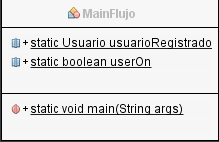 MainFlujo
+ static Usuario usuarioRegistrado
+ static boolean userOn
+ static void main(String args)